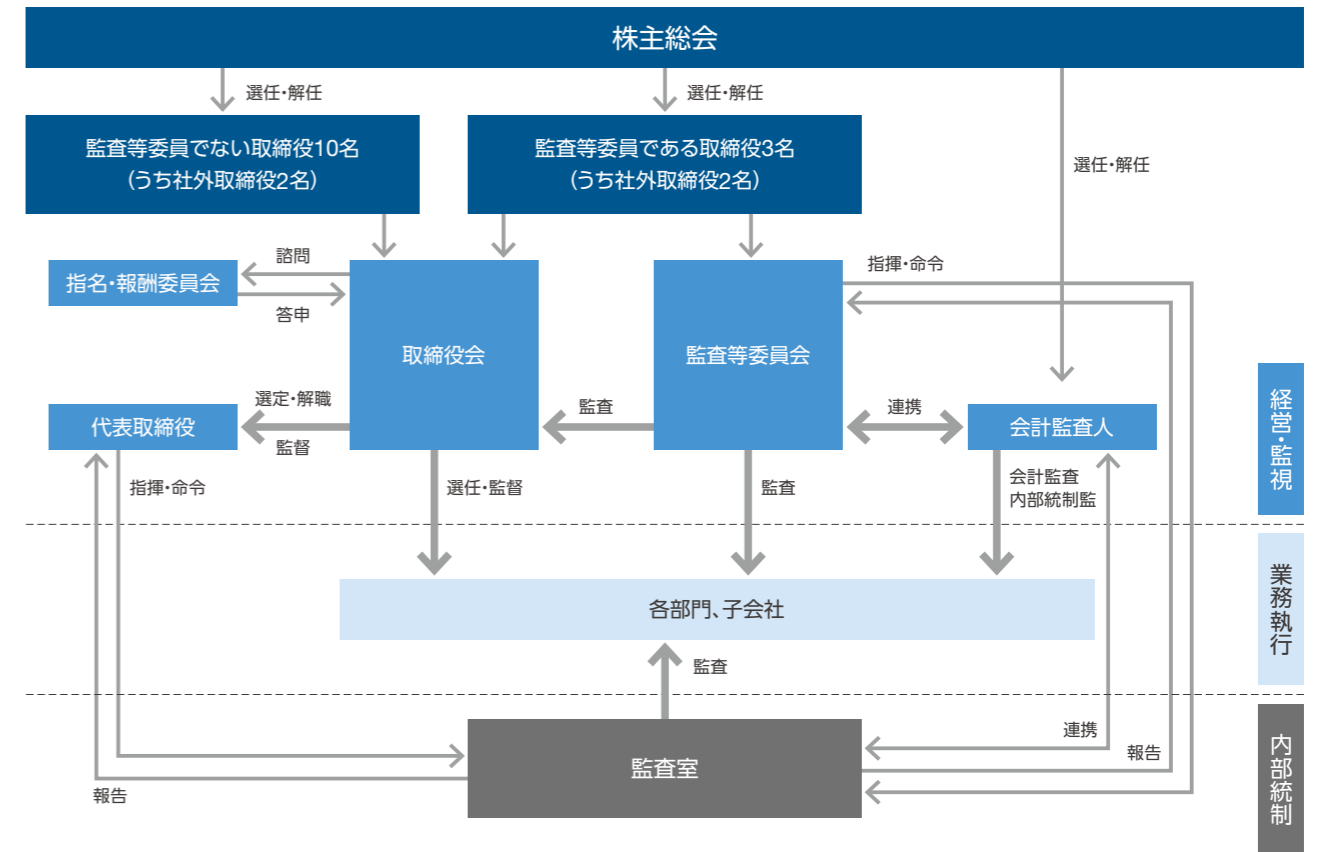 株主総会
選任・解任
選任・解任
選任・解任
監査等委員でない取締役10名
(うち社外取締役2名)
監査等委員である取締役3名
(うち社外取締役2名)
諮問
指名・報酬委員会
答申
取締役会
監査等委員会
指揮・命令
選定・解職
代表取締役
監督
監査
連携
会計監査人
経営・監視
指揮・命令
選任・監督
監査
会計監査
内部統制監
各部門、子会社
業務執行
監査
監査室
連携
報告
報告
内部統制